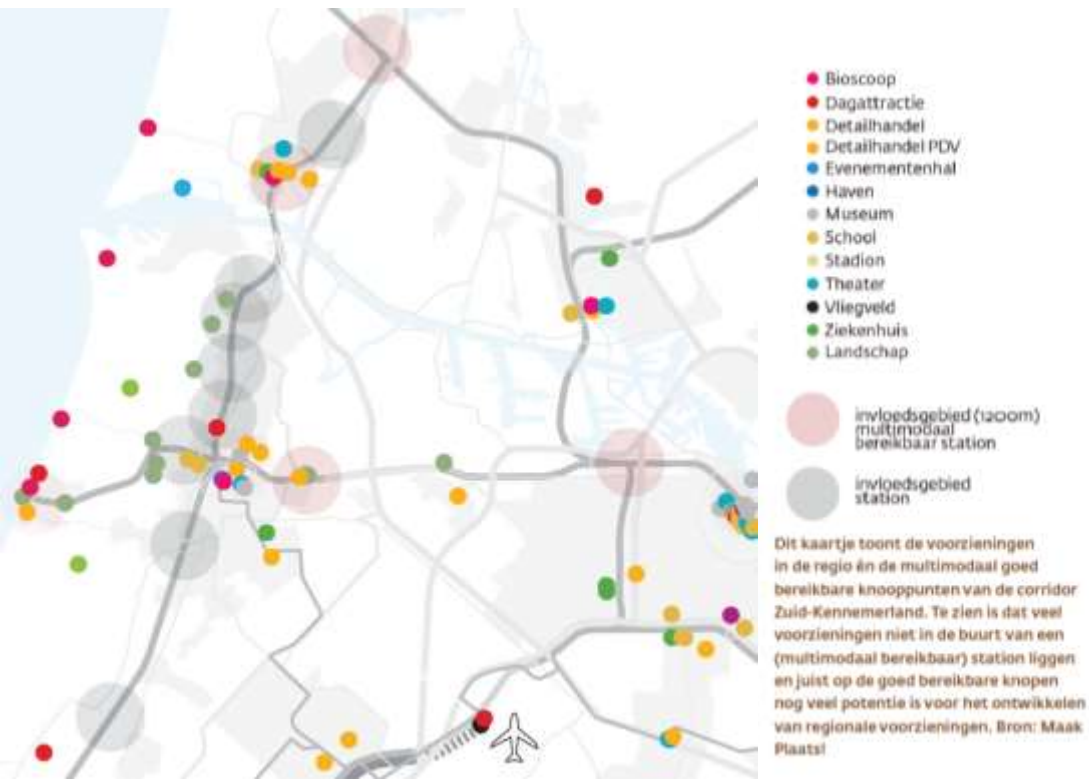 Bioscoop
Dagattractie
Detailhandel
Detailhandel PDV
Evenementenhal
Haven
Museum
School
Stadion
Theater
Vliegveld
Ziekenhuis
Landschap
invloedsgebied (1200m)
multimodaal
bereikbaar station
invloedsgebied
station
Dit kaartje toont de voorzieningen
in de regio én de multimodaal goed
bereikbare knooppunten van de corridor
Zuid-Kennemerland. Te zien is dat veel
voorzieningen niet in de buurt van een
(multimodaal bereikbaar) station liggen
en juist op de goed bereikbare knopen
nog veel potentie is voor het ontwikkelen
van regionale voorzieningen. Bron: Maak
Plaats!